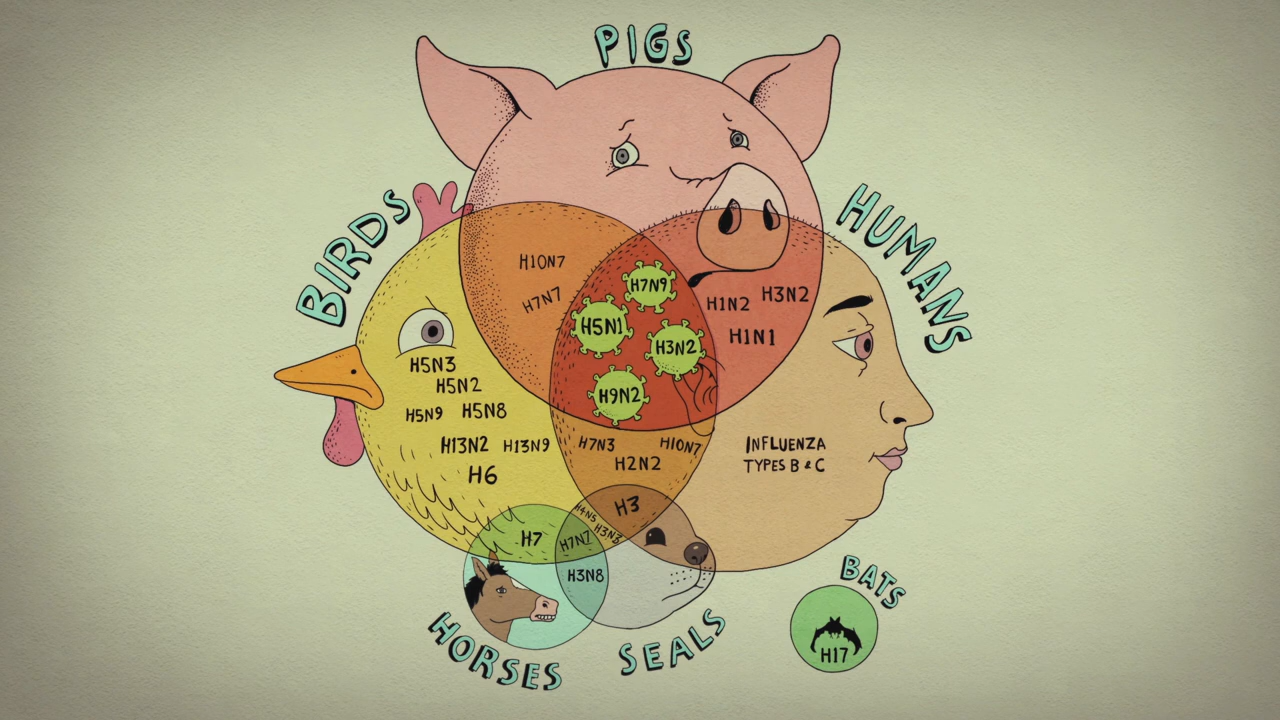 PIGS
BIRDS
HUMANS
H10N7
H7N7
H7N9
H5N1
H3N2
H9N2
H1N2
H3N2
H1N1
H5N3
H5N2
H5N9
H5N8
H13N2
H13N9
H6
H7N3
H10N7
H2N2
INFLUENZA
TYPES B & C
H3
H4N5
H3N3
H7
H7N7
H3N8
HORSES
SEALS
BATS
H17